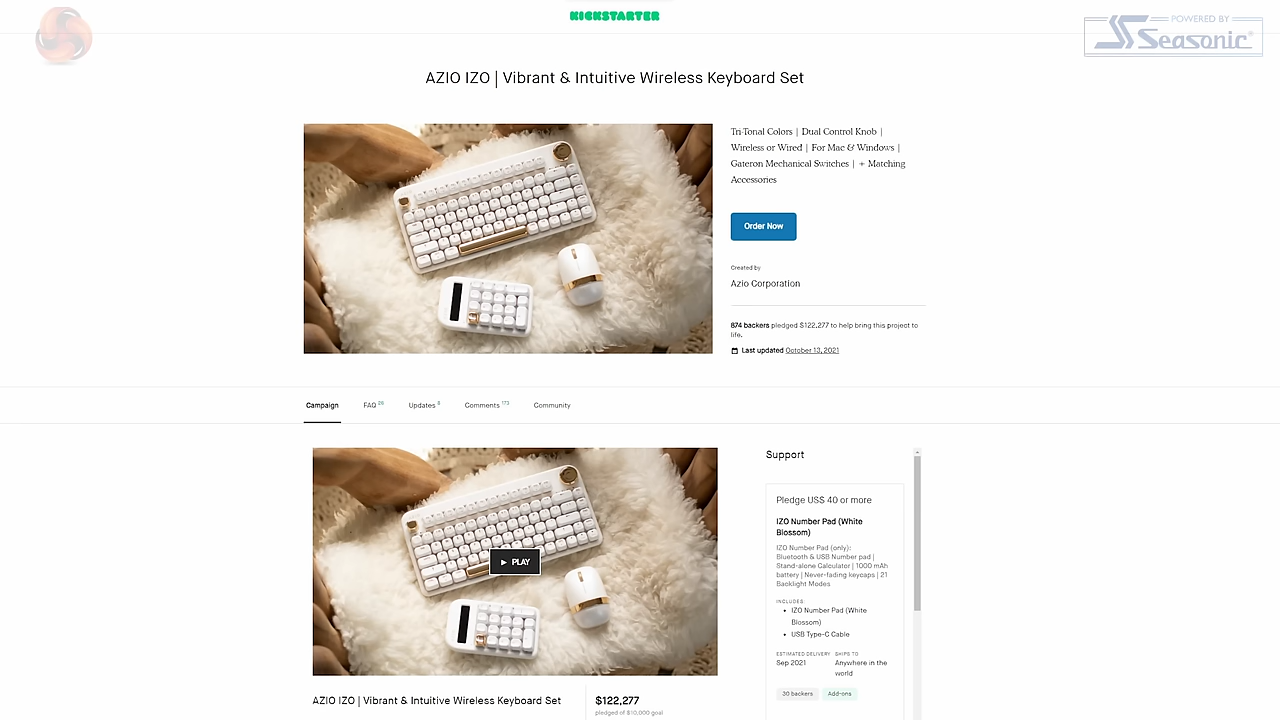 KICKSTARTER
POWERED BY
Seasonic®
AZIO IZO | Vibrant & Intuitive Wireless Keyboard Set
Tri-Tonal Colors | Dual Control Knob |
Wireless or Wired | For Mac & Windows |
Gateron Mechanical Switches | + Matching
Accessories
Order Now
Created by
Azio Corporation
874 backers pledged $122,277 to help bring this project to
life.
Last updated October 13, 2021
Campaign
FAQ 29
Updates 8
Comments 173
Community
PLAY
AZIO IZO | Vibrant & Intuitive Wireless Keyboard Set
$122,277
pledged of $10,000 goal
Support
Pledge US$ 40 or more
IZO Number Pad (White
Blossom)
IZO Number Pad (only):
Bluetooth & USB Number pad |
Stand-alone Calculator | 1000 mAh
battery | Never-fading keycaps | 21
Backlight Modes
INCLUDES:
• IZO Number Pad (White
Blossom)
• USB Type-C Cable
ESTIMATED DELIVERY
Sep 2021
SHIPS TO
Anywhere in the
world
30 backers
Add-ons